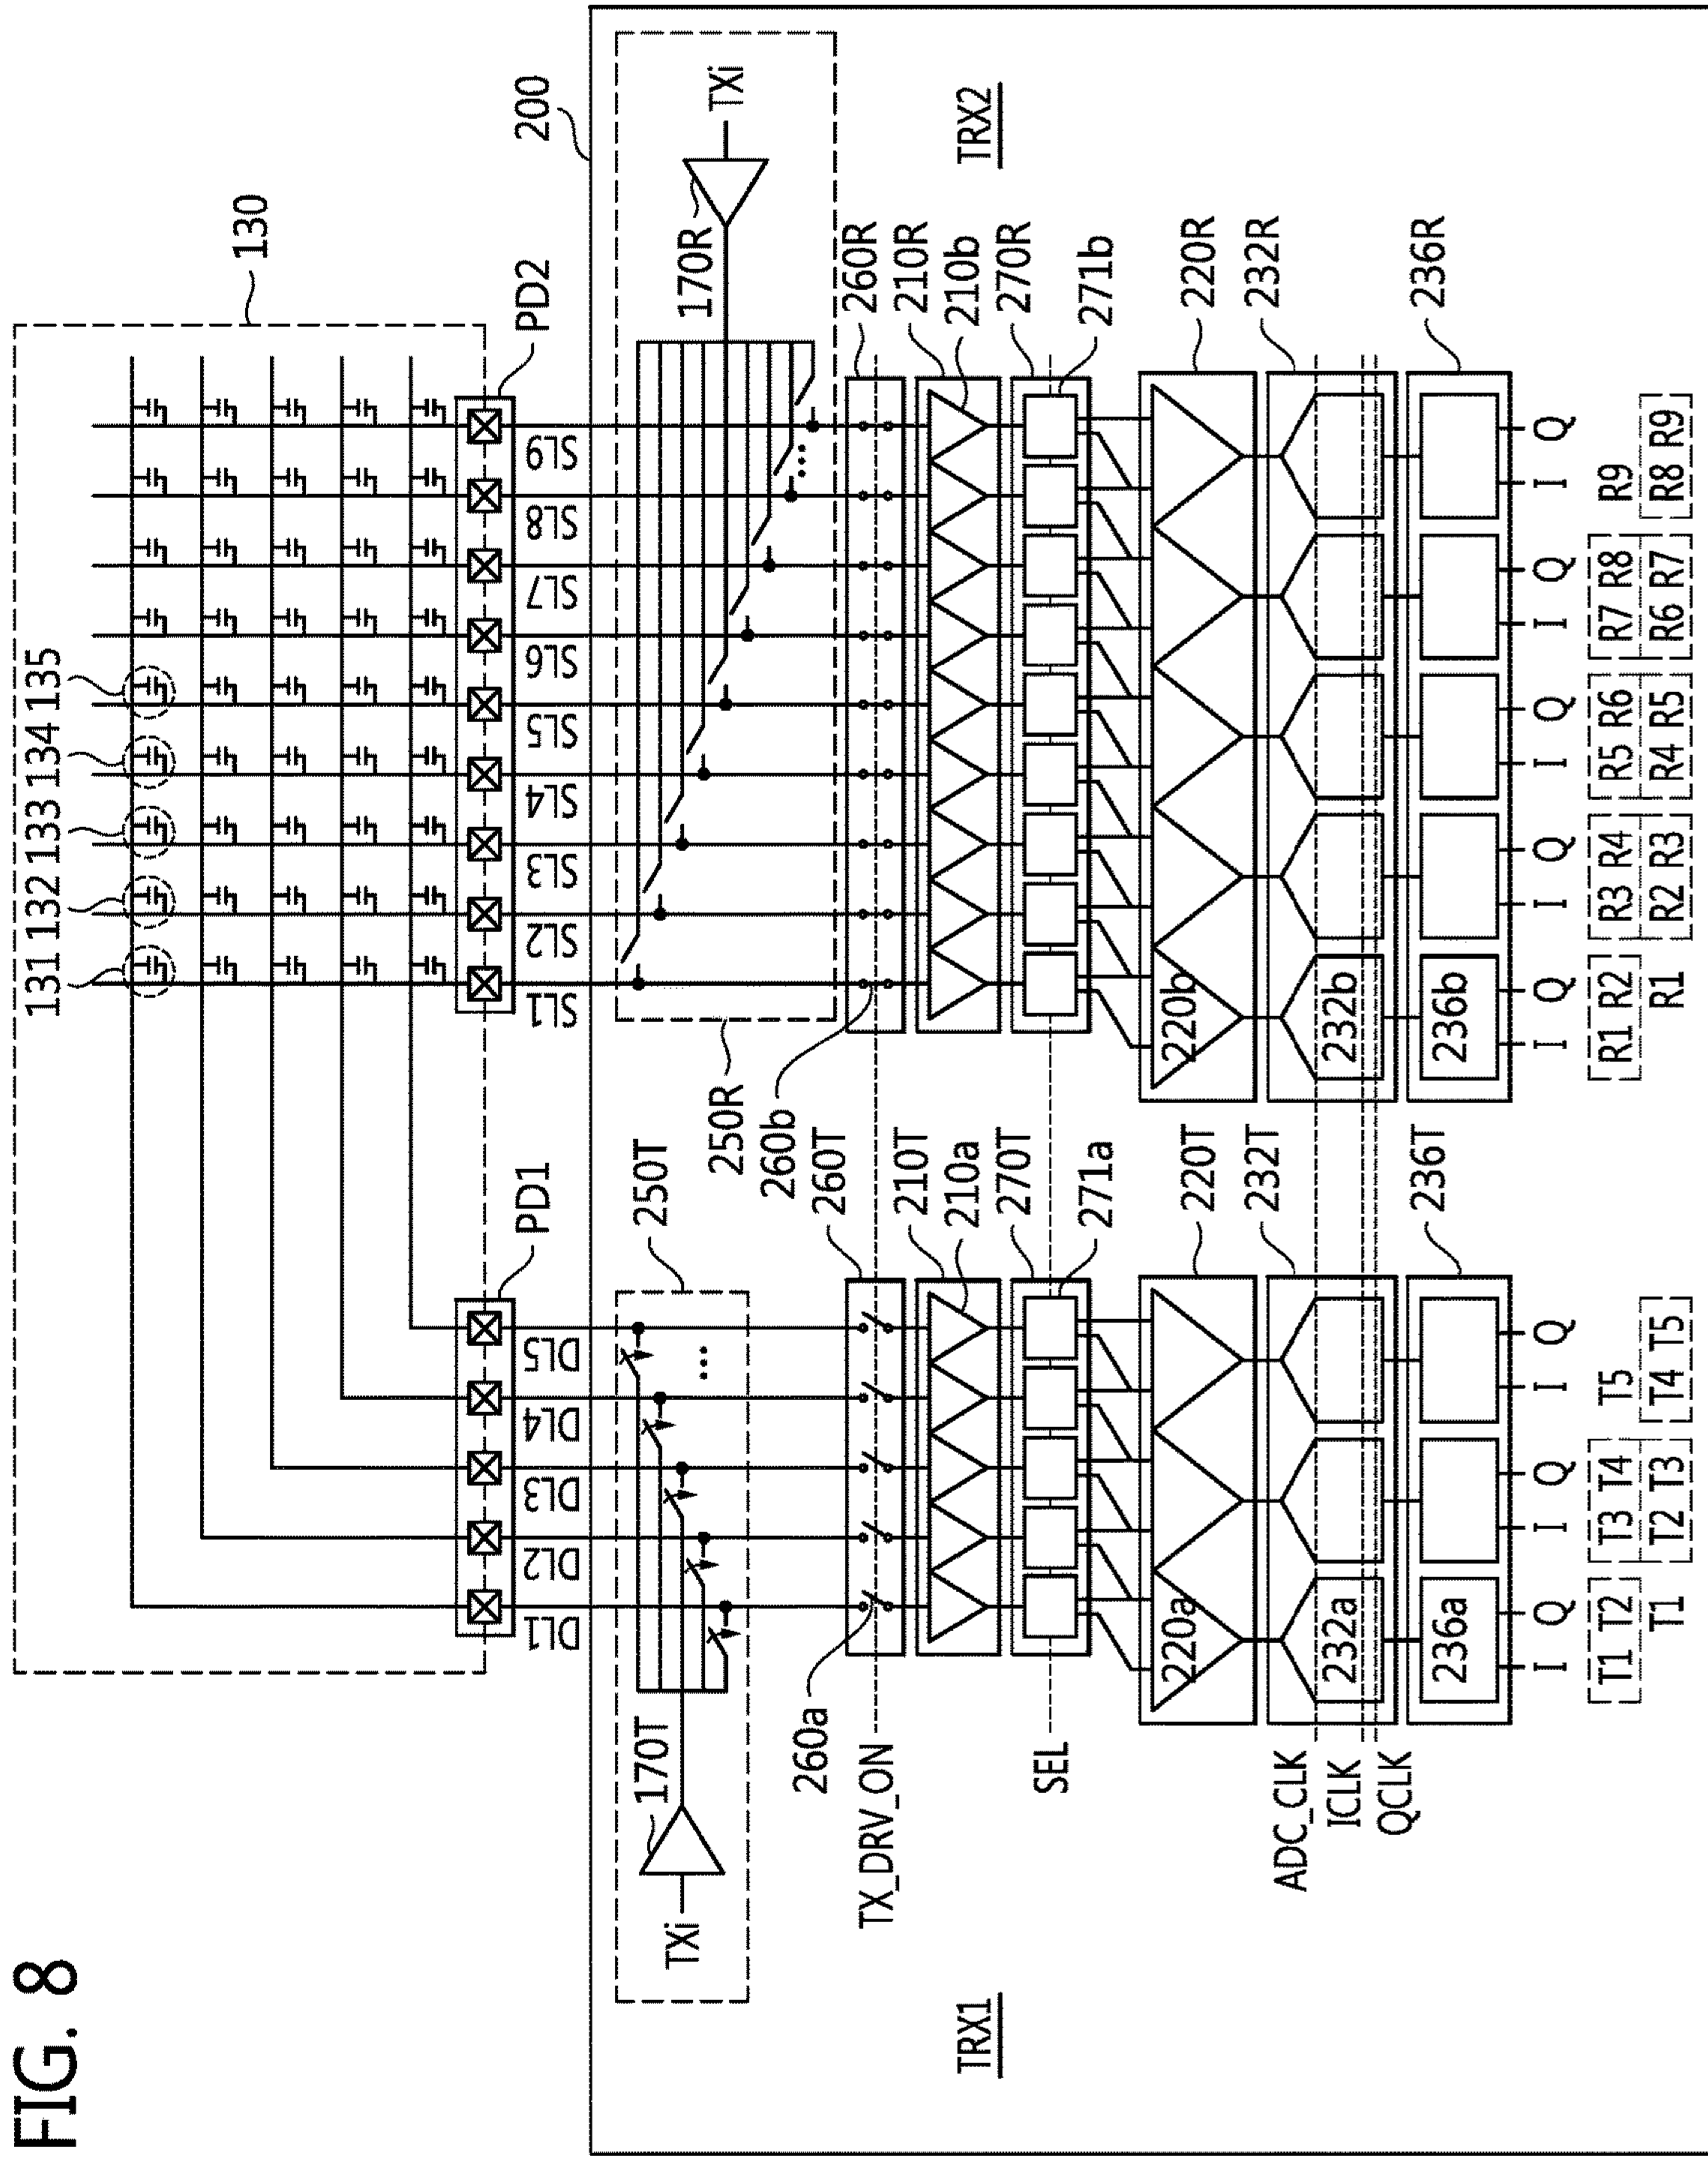 FIG. 8
130
131 132 133 134 135
PD1
PD2
DL1 DL2 DL3 DL4 DL5
SL1 SL2 SL3 SL4 SL5 SL6 SL7 SL8 SL9
200
250T
170T
TXi
250R
170R
TXi
...
...
TRX1
TRX2
260a
260T
260b
260R
TX_DRV_ON
210T
210R
210a
210b
270T
270R
SEL
271a
271b
220T
220R
220a
220b
232T
232R
232a
232b
ADC_CLK
ICLK
QCLK
236T
236R
236a
236b
I Q I Q I Q
I Q I Q I Q I Q I Q
T1 T2 T3 T4 T5
R1 R2 R3 R4 R5 R6 R7 R8 R9
T1 T2 T3 T4 T5
R1 R2 R3 R4 R5 R6 R7 R8 R9